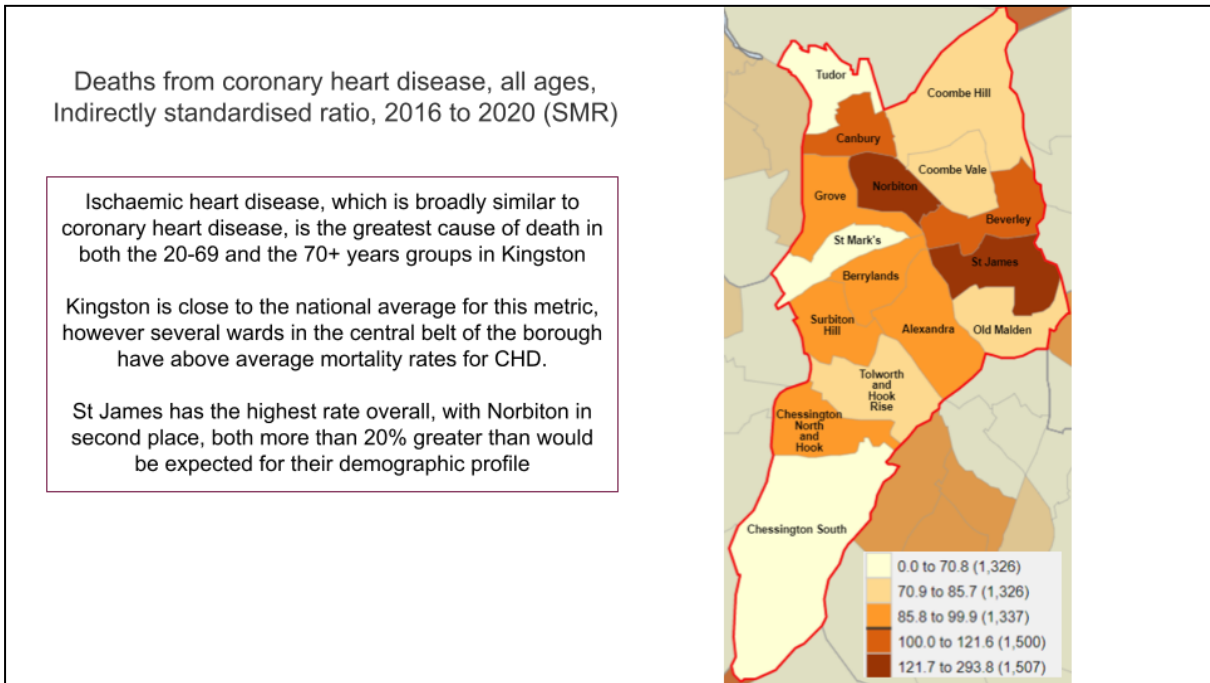 Deaths from coronary heart disease, all ages,
Indirectly standardised ratio, 2016 to 2020 (SMR)
Ischaemic heart disease, which is broadly similar to
coronary heart disease, is the greatest cause of death in
both the 20-69 and the 70+ years groups in Kingston
Kingston is close to the national average for this metric,
however several wards in the central belt of the borough
have above average mortality rates for CHD.
St James has the highest rate overall, with Norbiton in
second place, both more than 20% greater than would
be expected for their demographic profile
Tudor
Coombe Hill
Canbury
Coombe Vale
Norbiton
Grove
Beverley
St Mark's
St James
Berrylands
Surbiton
Hill
Alexandra
Old Malden
Tolworth
and
Hook
Rise
Chessington
North
and
Hook
Chessington South
0.0 to 70.8 (1,326)
70.9 to 85.7 (1,326)
85.8 to 99.9 (1,337)
100.0 to 121.6 (1,500)
121.7 to 293.8 (1,507)